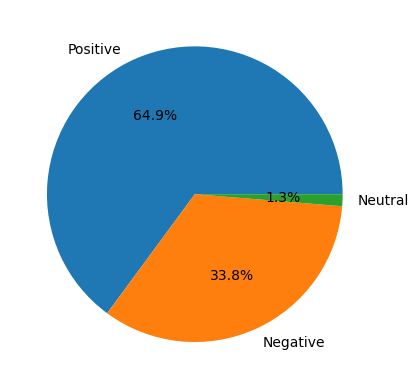 Positive
64.9%
1.3%
Neutral
33.8%
Negative